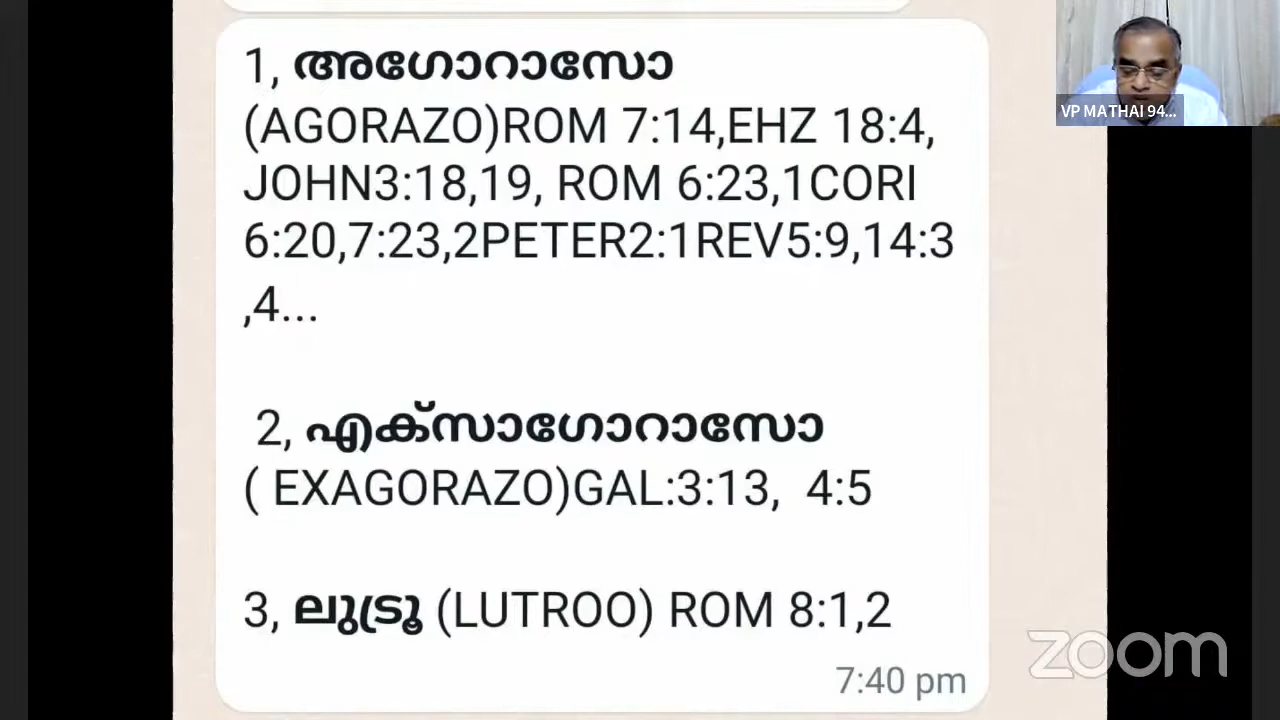 1, അഗോറാസോ
(AGORAZO)ROM 7:14,EHZ 18:4,
JOHN3:18,19, ROM 6:23,1CORI
6:20,7:23,2PETER2:1REV5:9,14:3
,4...
2, എക്സാഗോറാസോ
( EXAGORAZO)GAL:3:13,  4:5
3, ലുട്രൂ (LUTROO) ROM 8:1,2
7:40 pm
VP MATHAI 94...
zoom